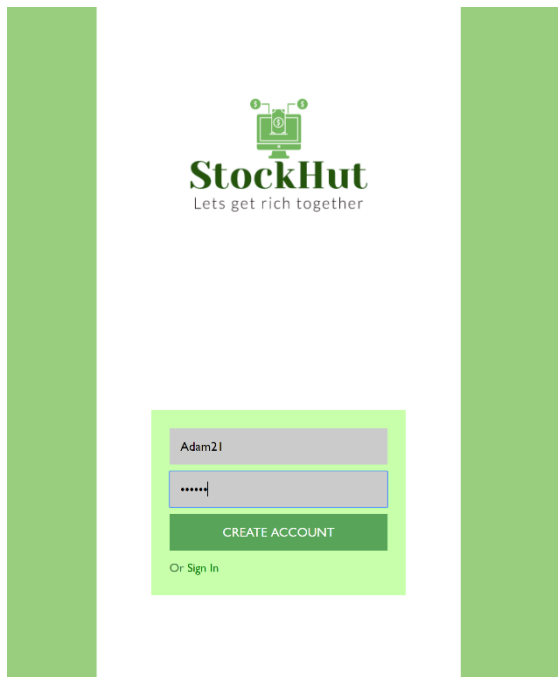 StockHut
Lets get rich together
Adam21
••••••
CREATE ACCOUNT
Or Sign In